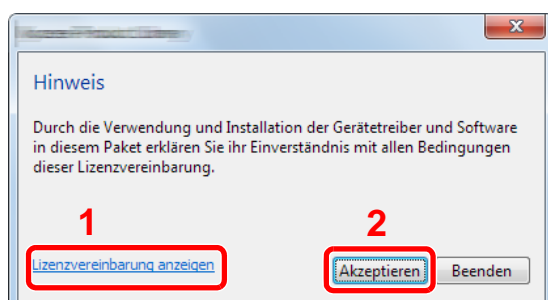 Hinweis
Durch die Verwendung und Installation der Gerätetreiber und Software
in diesem Paket erklären Sie ihr Einverständnis mit allen Bedingungen
dieser Lizenzvereinbarung.
1
2
Lizenzvereinbarung anzeigen
Akzeptieren
Beenden